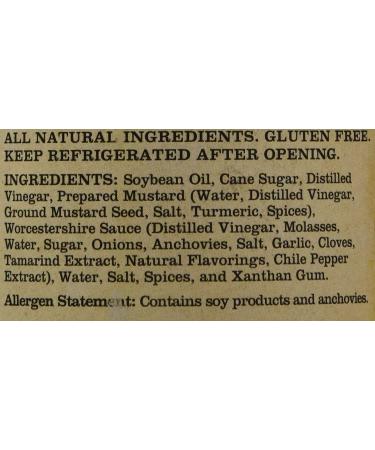 ALL NATURAL INGREDIENTS. GLUTEN FREE.
KEEP REFRIGERATED AFTER OPENING.
INGREDIENTS: Soybean Oil, Cane Sugar, Distilled
Vinegar, Prepared Mustard (Water, Distilled Vinegar,
Ground Mustard Seed, Salt, Turmeric, Spices),
Worcestershire Sauce (Distilled Vinegar, Molasses,
Water, Sugar, Onions, Anchovies, Salt, Garlic, Cloves,
Tamarind Extract, Natural Flavorings, Chile Pepper
Extract), Water, Salt, Spices, and Xanthan Gum.
Allergen Statement: Contains soy products and anchovies.